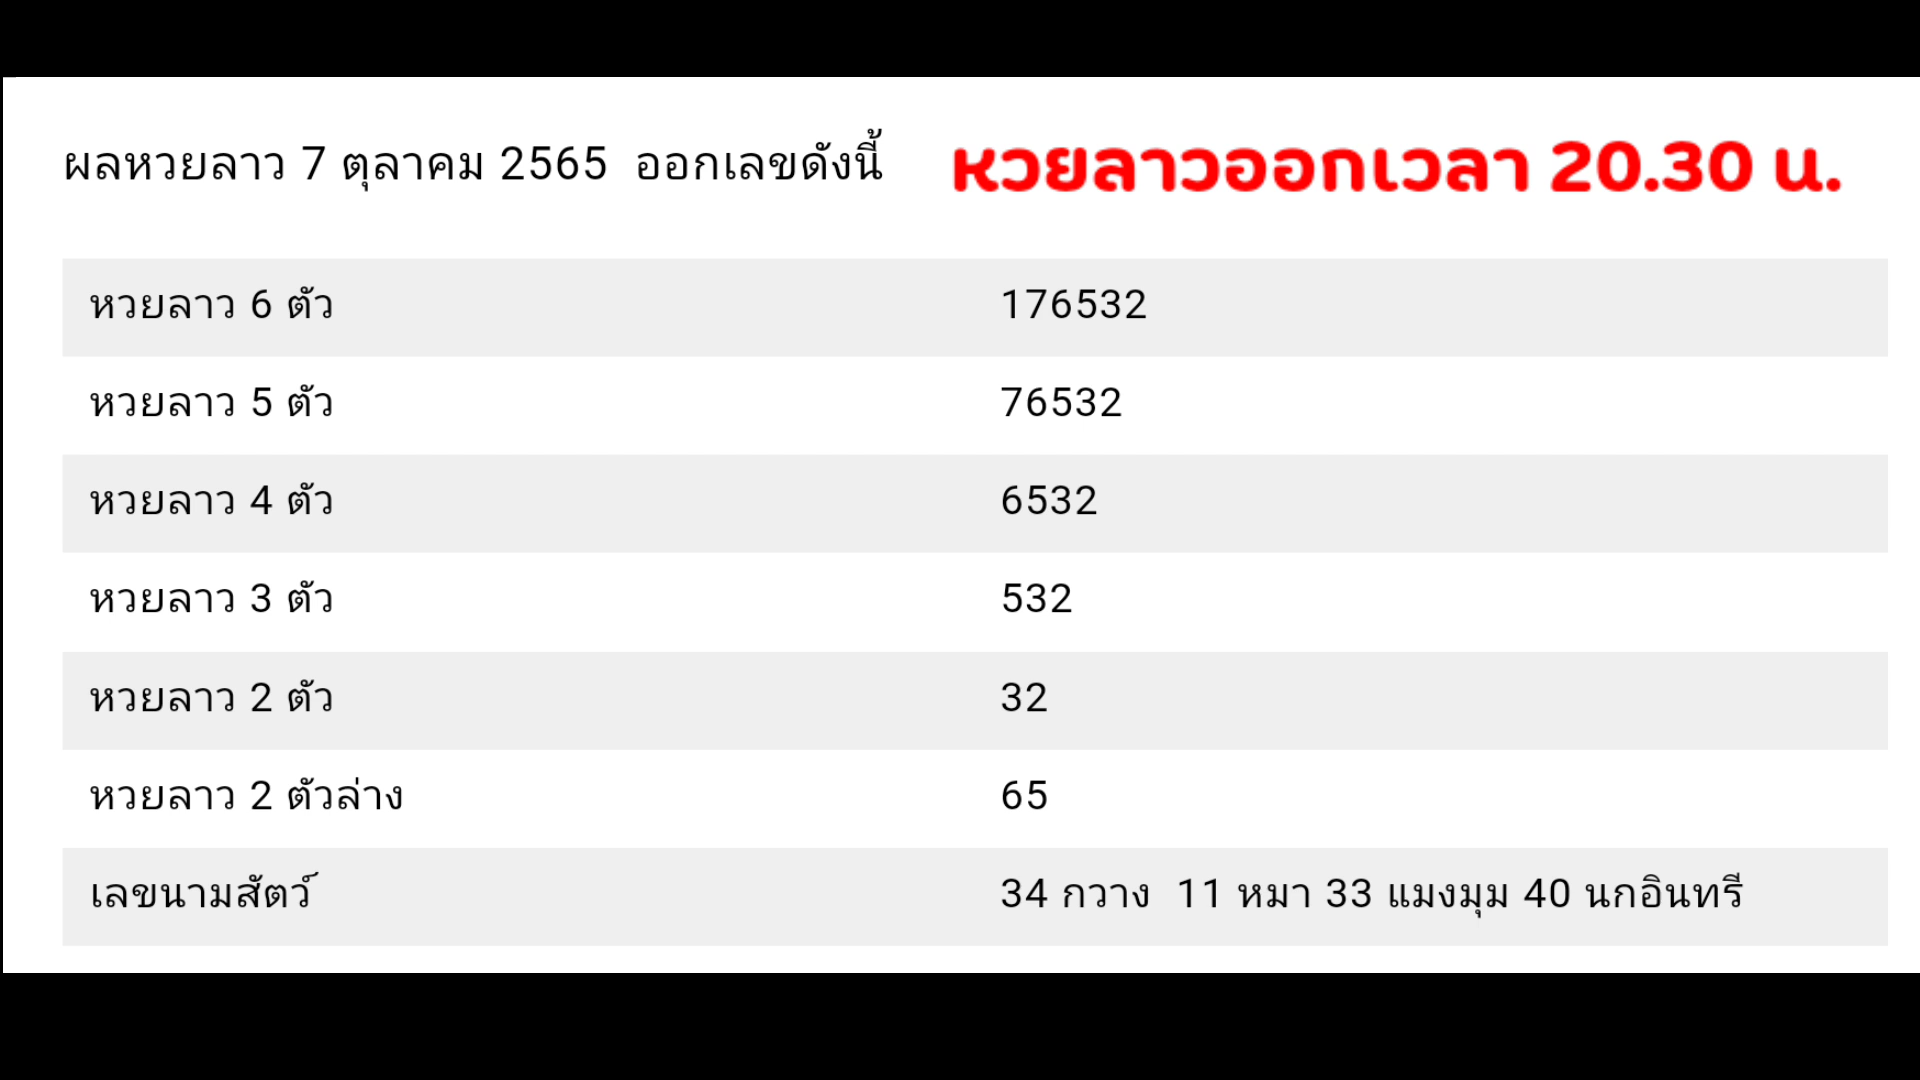 ผลหวยลาว 7 ตุลาคม 2565  ออกเลขดังนี้
หวยลาวออกเวลา 20.30 น.
หวยลาว 6 ตัว 176532
หวยลาว 5 ตัว 76532
หวยลาว 4 ตัว 6532
หวยลาว 3 ตัว 532
หวยลาว 2 ตัว 32
หวยลาว 2 ตัวล่าง 65
เลขนามสัตว์ 34 กวาง  11 หมา 33 แมงมุม 40 นกอินทรี